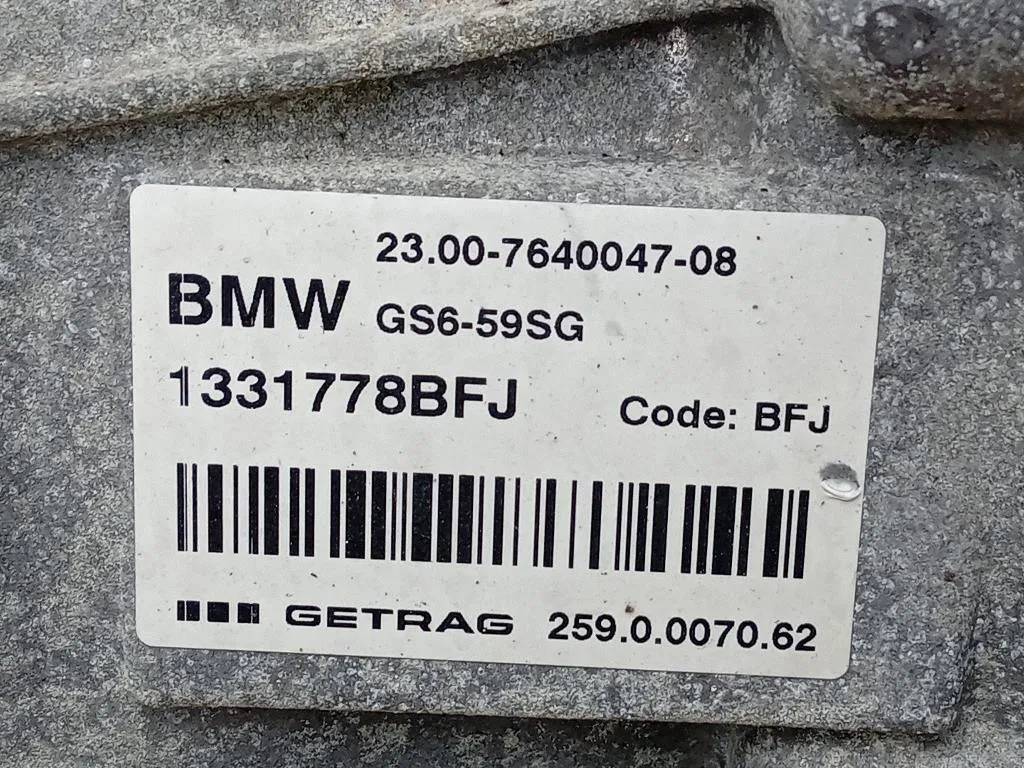 23.00-7640047-08
BMW GS6-59SG
1331778BFJ Code: BFJ
GETRAG 259.0.0070.62